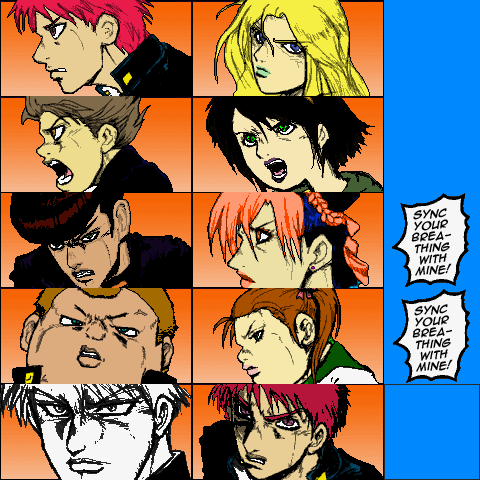 SYNC
YOUR
BREA-
THING
WITH
MINE!
SYNC
YOUR
BREA-
THING
WITH
MINE!